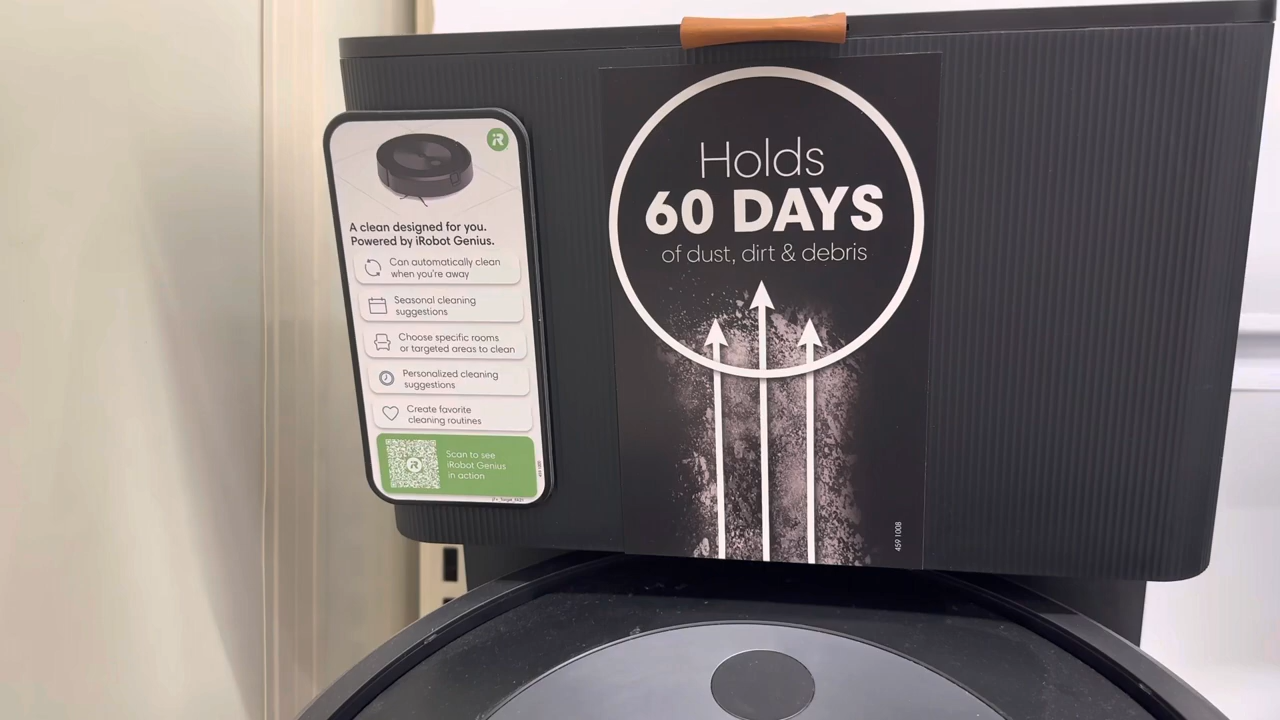 Holds
60 DAYS
of dust, dirt & debris
459 1008
iR
A clean designed for you.
Powered by iRobot Genius.
Can automatically clean
when you're away
Seasonal cleaning
suggestions
Choose specific rooms
or targeted areas to clean
Personalized cleaning
suggestions
Create favorite
cleaning routines
Scan to see
iRobot Genius
in action